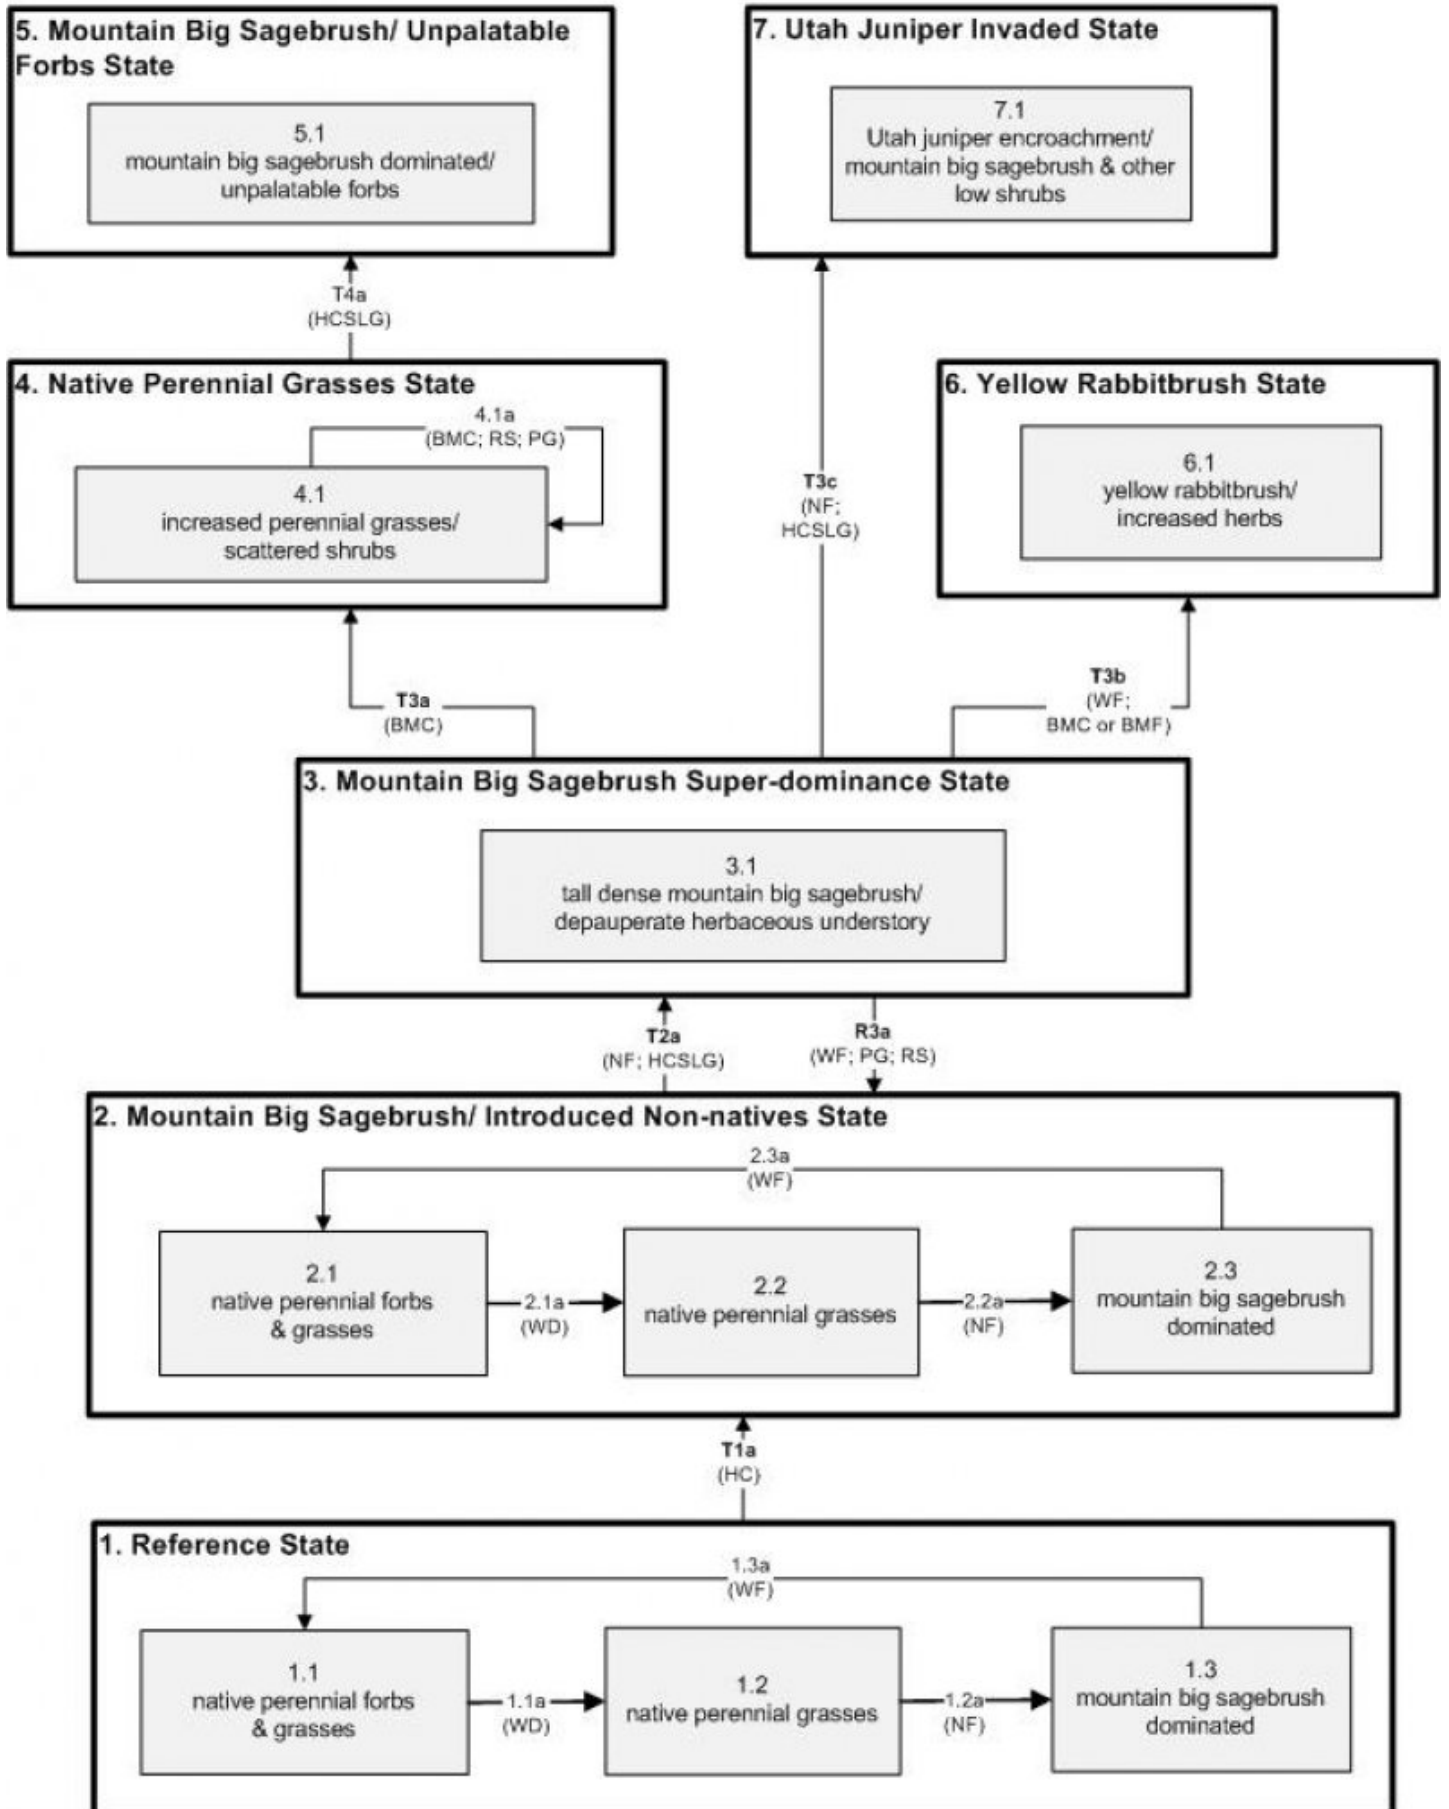 5. Mountain Big Sagebrush/ Unpalatable
Forbs State
5.1
mountain big sagebrush dominated/
unpalatable forbs
7. Utah Juniper Invaded State
7.1
Utah juniper encroachment/
mountain big sagebrush & other
low shrubs
T4a
(HCSLG)
4. Native Perennial Grasses State
4.1a
(BMC; RS; PG)
4.1
increased perennial grasses/
scattered shrubs
T3c
(NF;
HCSLG)
6. Yellow Rabbitbrush State
6.1
yellow rabbitbrush/
increased herbs
T3a
(BMC)
T3b
(WF;
BMC or BMF)
3. Mountain Big Sagebrush Super-dominance State
3.1
tall dense mountain big sagebrush/
depauperate herbaceous understory
T2a
(NF; HCSLG)
R3a
(WF; PG; RS)
2. Mountain Big Sagebrush/ Introduced Non-natives State
2.3a
(WF)
2.1
native perennial forbs
& grasses
2.1a
(WD)
2.2
native perennial grasses
2.2a
(NF)
2.3
mountain big sagebrush
dominated
T1a
(HC)
1. Reference State
1.3a
(WF)
1.1
native perennial forbs
& grasses
1.1a
(WD)
1.2
native perennial grasses
1.2a
(NF)
1.3
mountain big sagebrush
dominated